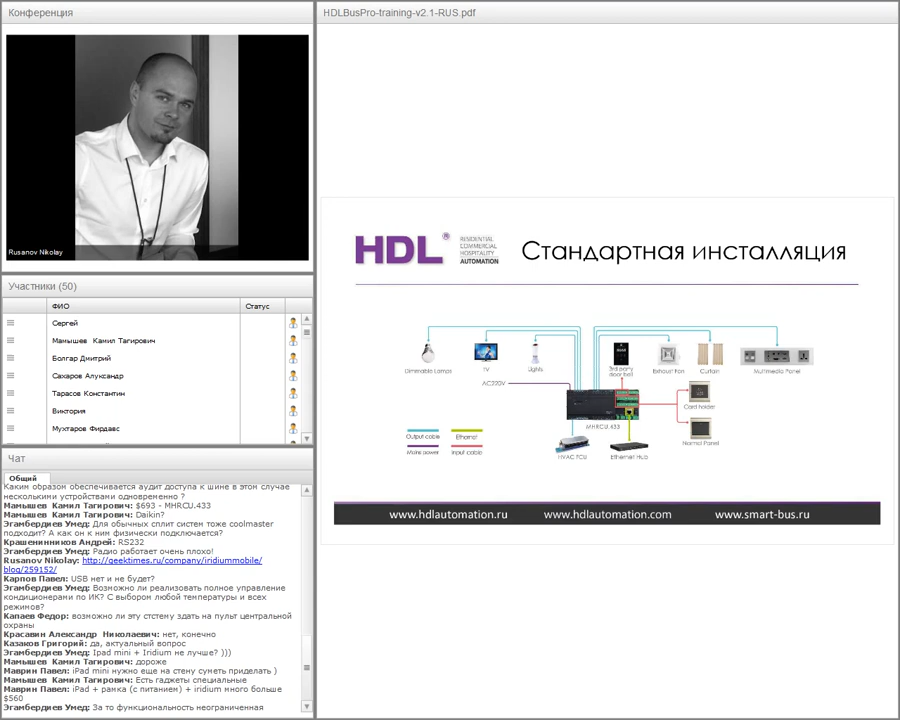 Конференция
Rusanov Nikolay
Участники (50)
ФИО
Статус
Сергей
Мамышев Камил Тагирович
Болгар Дмитрий
Сахаров Алуксандр
Тарасов Константин
Виктория
Мухтаров Фирдавс
Чат
Общий
Каким образом обеспечивается аудит доступа к шине в этом случае
несколькими устройствами одновременно ?
Мамышев Камил Тагирович: $693 - MHRCU.433
Мамышев Камил Тагирович: Daikin?
Эгамбердиев Умед: Для обычных сплит систем тоже coolmaster
подходит? А как он к ним физически подключается?
Крашенинников Андрей: RS232
Эгамбердиев Умед: Радио работает очень плохо!
Rusanov Nikolay: http://geektimes.ru/company/iridiummobile/
blog/259152/
Карпов Павел: USB нет и не будет?
Эгамбердиев Умед: Возможно ли реализовать полное управление
кондиционерами по ИК? С выбором любой температуры и всех
режимов?
Капаев Федор: возможно ли эту стстему здать на пульт центральной
охраны
Красавин Александр Николаевич: нет, конечно
Казаков Григорий: да, актуальный вопрос
Эгамбердиев Умед: Ipad mini + Iridium не лучше? )))
Мамышев Камил Тагирович: дороже
Маврин Павел: iPad mini нужно еще на стену суметь приделать )
Мамышев Камил Тагирович: Есть гаджеты специальные
Маврин Павел: iPad + рамка (с питанием) + iridium много больше
$560
Эгамбердиев Умед: За то функциональность неограниченная
HDLBusPro-training-v2.1-RUS.pdf
HDL®
RESIDENTIAL
COMMERCIAL
HOSPITALITY
AUTOMATION
Стандартная инсталляция
Dimmable Lamps
TV
Lights
3rd party
door bell
Exhaust Fan
Curtain
Multimedia Panel
AC220V
Card holder
MHRCU.433
Normal Panel
Output cable
Ethernet
Mains power
Input cable
HVAC FCU
Ethernet Hub
www.hdlautomation.ru
www.hdlautomation.com
www.smart-bus.ru